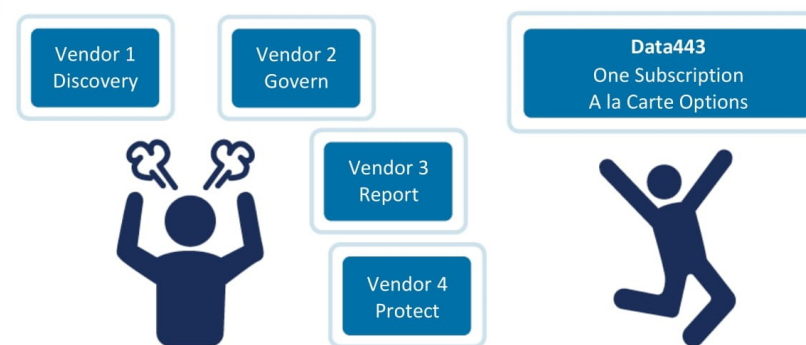 Vendor 1
Discovery
Vendor 2
Govern
Data443
One Subscription
A la Carte Options
Vendor 3
Report
Vendor 4
Protect